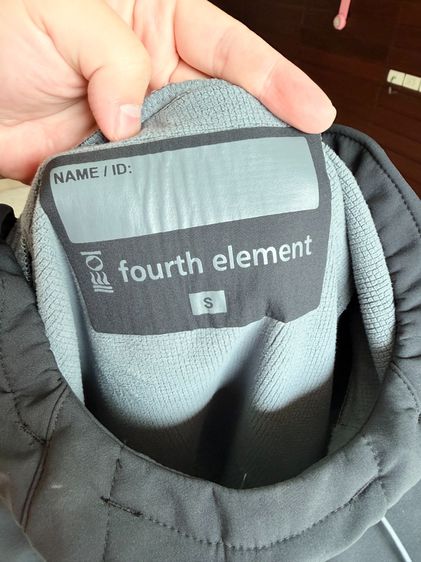 NAME / ID:
fourth element
S